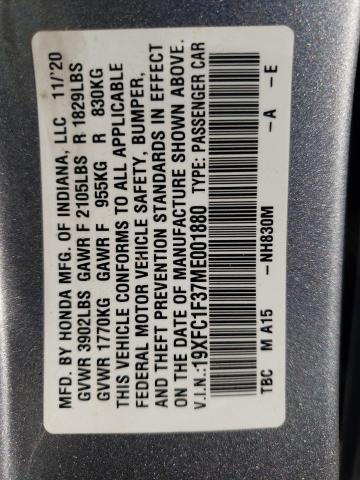 MFD. BY HONDA MFG. OF INDIANA, LLC 11/'20
GVWR 3902LBS GAWR F 2105LBS R 1829LBS
GVWR 1770KG GAWR F 955KG R 830KG
THIS VEHICLE CONFORMS TO ALL APPLICABLE
FEDERAL MOTOR VEHICLE SAFETY, BUMPER,
AND THEFT PREVENTION STANDARDS IN EFFECT
ON THE DATE OF MANUFACTURE SHOWN ABOVE.
V.I.N.:19XFC1F37ME001880 TYPE: PASSENGER CAR
TBC M A15 -NH830M -A -E